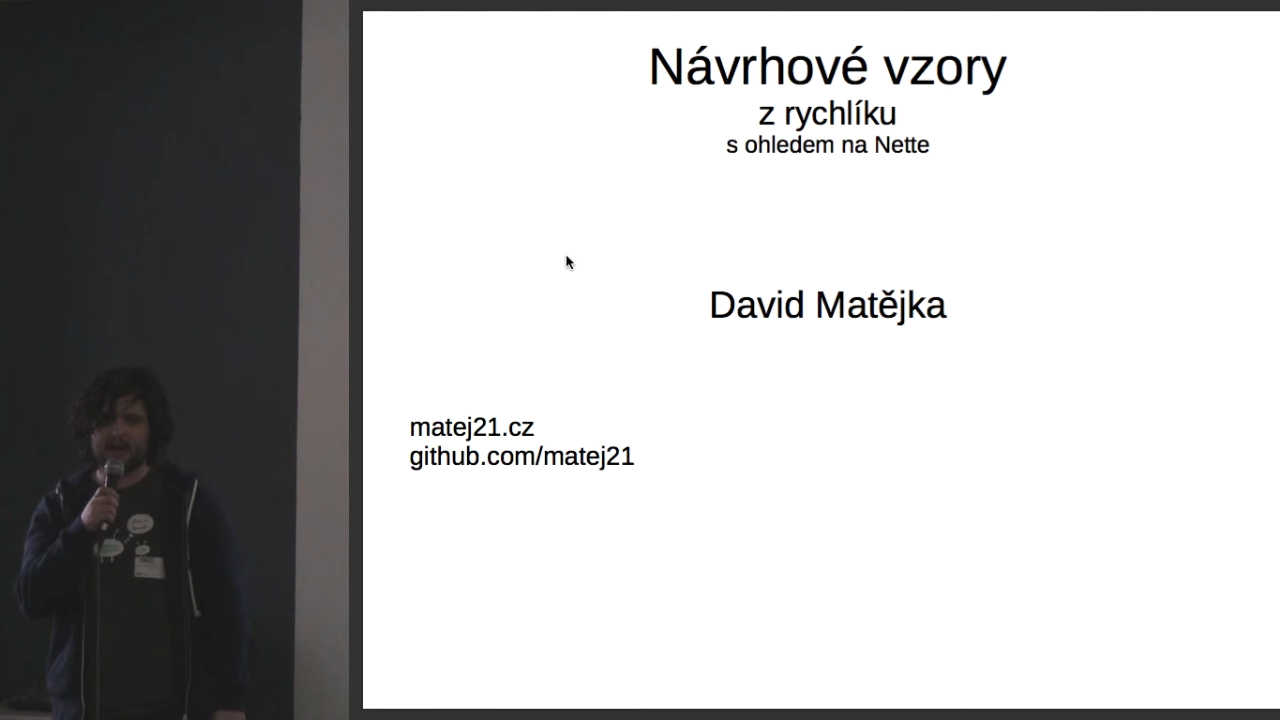 Návrhové vzory
z rychlíku
s ohledem na Nette
David Matějka
matej21.cz
github.com/matej21